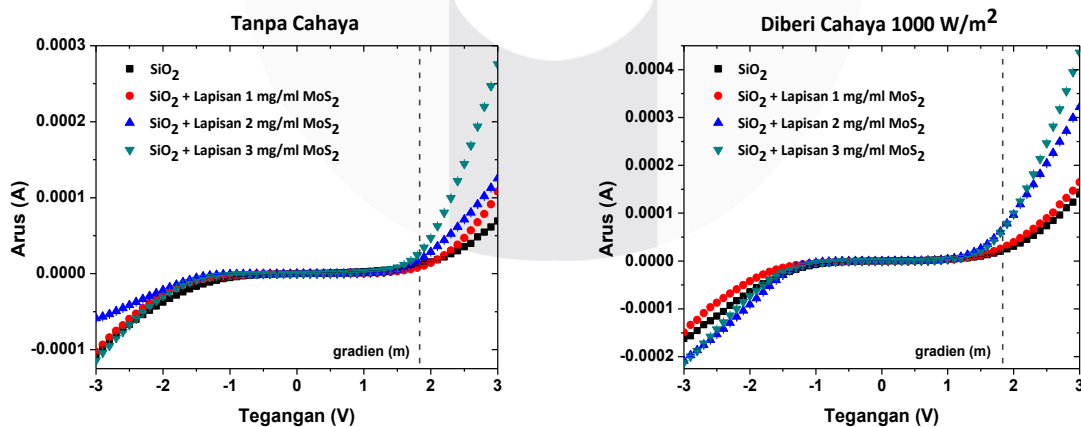 Tanpa Cahaya
0.0003
0.0002
0.0001
0.0000
-0.0001
Arus (A)
SiO₂
SiO₂ + Lapisan 1 mg/ml MoS₂
SiO₂ + Lapisan 2 mg/ml MoS₂
SiO₂ + Lapisan 3 mg/ml MoS₂
gradien (m)
-3 -2 -1 0 1 2 3
Tegangan (V)
Diberi Cahaya 1000 W/m²
0.0004
0.0003
0.0002
0.0001
0.0000
-0.0001
-0.0002
Arus (A)
SiO₂
SiO₂ + Lapisan 1 mg/ml MoS₂
SiO₂ + Lapisan 2 mg/ml MoS₂
SiO₂ + Lapisan 3 mg/ml MoS₂
gradien (m)
-3 -2 -1 0 1 2 3
Tegangan (V)